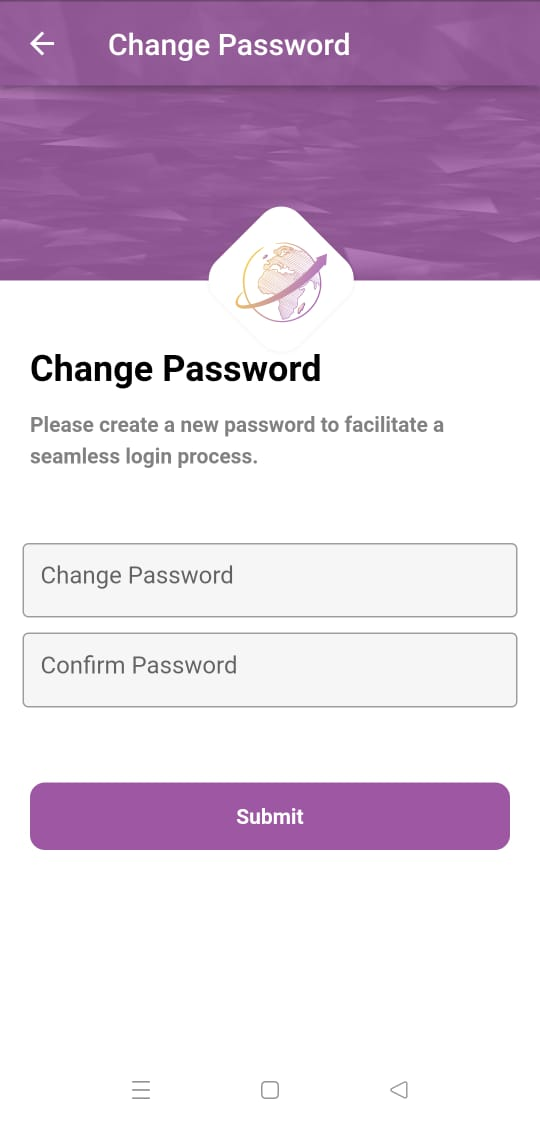 Change Password
Change Password
Please create a new password to facilitate a
seamless login process.
Change Password
Confirm Password
Submit